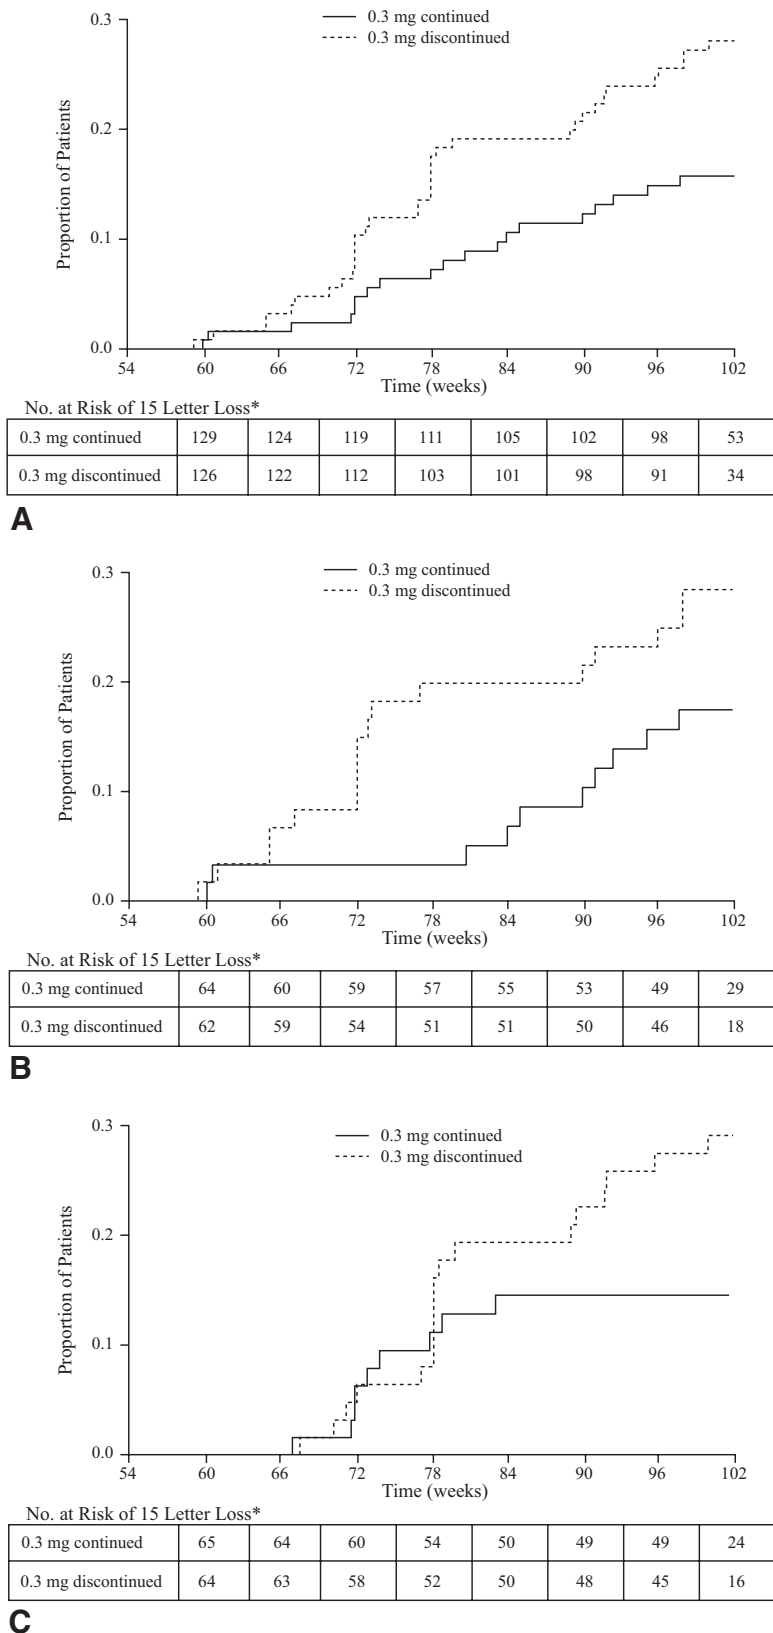 0.3 mg continued
0.3 mg discontinued
Proportion of Patients
0.3
0.2
0.1
0.0
54 60 66 72 78 84 90 96 102
Time (weeks)
No. at Risk of 15 Letter Loss*
0.3 mg continued 129 124 119 111 105 102 98 53
0.3 mg discontinued 126 122 112 103 101 98 91 34
A
0.3 mg continued
0.3 mg discontinued
Proportion of Patients
0.3
0.2
0.1
0.0
54 60 66 72 78 84 90 96 102
Time (weeks)
No. at Risk of 15 Letter Loss*
0.3 mg continued 64 60 59 57 55 53 49 29
0.3 mg discontinued 62 59 54 51 51 50 46 18
B
0.3 mg continued
0.3 mg discontinued
Proportion of Patients
0.3
0.2
0.1
0.0
54 60 66 72 78 84 90 96 102
Time (weeks)
No. at Risk of 15 Letter Loss*
0.3 mg continued 65 64 60 54 50 49 49 24
0.3 mg discontinued 64 63 58 52 50 48 45 16
C